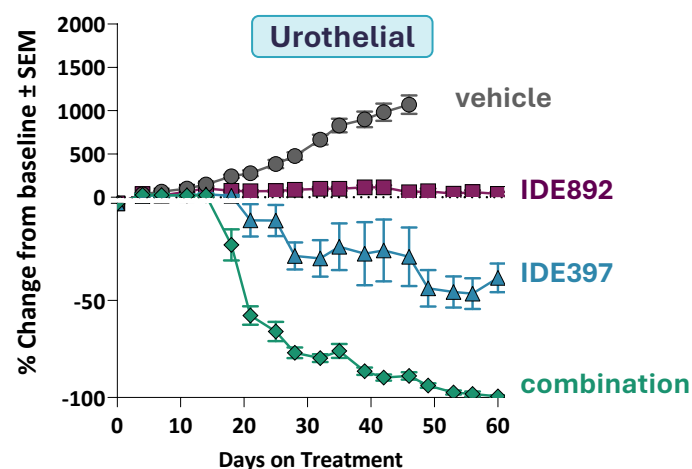 Urothelial
% Change from baseline ± SEM
2000
1500
1000
500
0
-50
-100
vehicle
IDE892
IDE397
combination
0 10 20 30 40 50 60
Days on Treatment